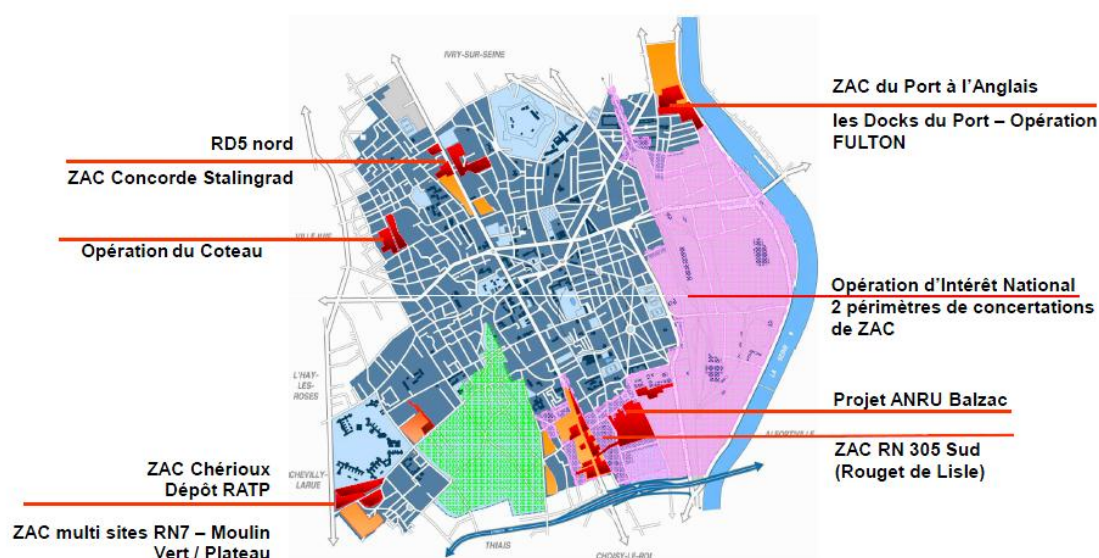 IVRY-SUR-SEINE
ZAC du Port à l'Anglais
les Docks du Port – Opération
FULTON
RD5 nord
ZAC Concorde Stalingrad
Opération du Coteau
Opération d'Intérêt National
2 périmètres de concertations
de ZAC
L'HAY-
LES-
ROSES
Projet ANRU Balzac
ALFORTVILLE
ZAC RN 305 Sud
(Rouget de Lisle)
CHEVILLY-
LARUE
ZAC Chérioux
Dépôt RATP
ZAC multi sites RN7 – Moulin
Vert / Plateau
THIAIS
CHOISY-LE-ROI